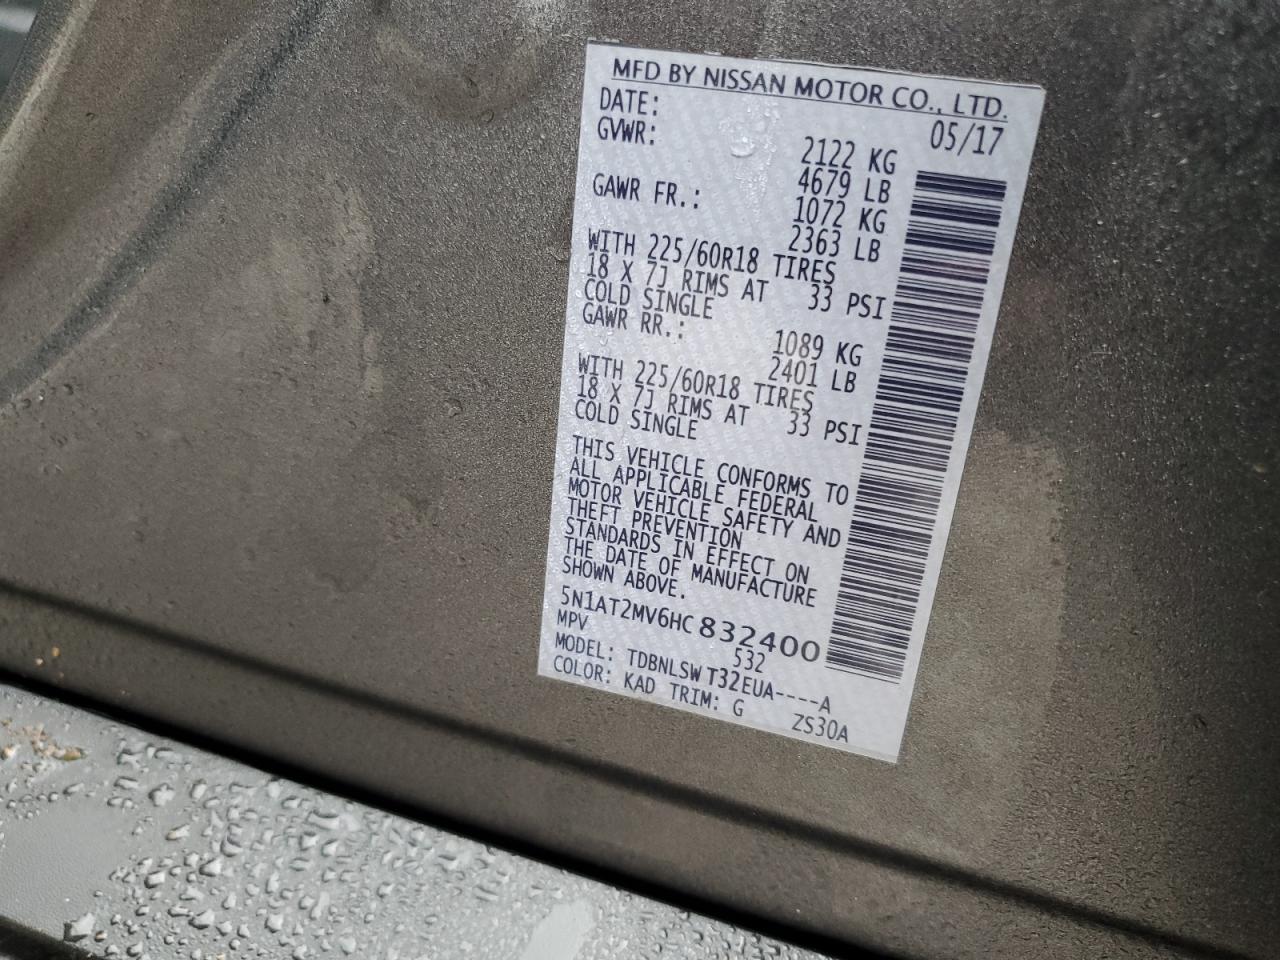 MFD BY NISSAN MOTOR CO., LTD.
DATE: 05/17
GVWR: 2122 KG
4679 LB
GAWR FR.: 1072 KG
2363 LB
WITH 225/60R18 TIRES
18 X 7J RIMS AT 33 PSI
COLD SINGLE
GAWR RR.: 1089 KG
2401 LB
WITH 225/60R18 TIRES
18 X 7J RIMS AT 33 PSI
COLD SINGLE
THIS VEHICLE CONFORMS TO
ALL APPLICABLE FEDERAL
MOTOR VEHICLE SAFETY AND
THEFT PREVENTION
STANDARDS IN EFFECT ON
THE DATE OF MANUFACTURE
SHOWN ABOVE.
5N1AT2MV6HC832400
MPV 532
MODEL: TDBNLSW T32EUA----A
COLOR: KAD TRIM: G ZS30A